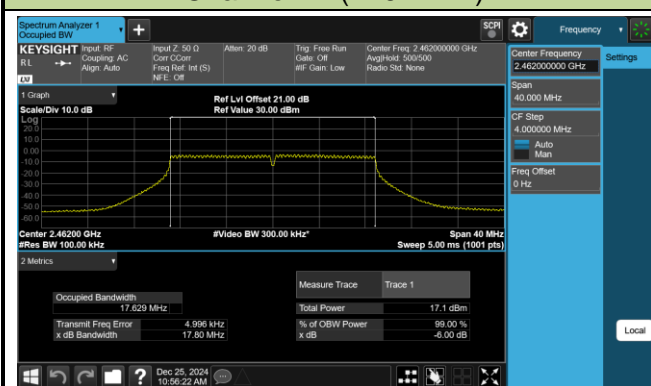 Spectrum Analyzer 1
Occupied BW
SCPI
Frequency
KEYSIGHT
Input: RF
Input Z: 50 Ω
Atten: 20 dB
Trig: Free Run
Center Freq: 2.462000000 GHz
RL
Coupling: AC
Corr CCorr
Gate: Off
Avg|Hold: 500/500
Align: Auto
Freq Ref: Int (S)
#IF Gain: Low
Radio Std: None
NFE: Off
LXI
Center Frequency
2.462000000 GHz
Settings
Span
40.000 MHz
CF Step
4.000000 MHz
Auto
Man
Freq Offset
0 Hz
1 Graph
Ref Lvl Offset 21.00 dB
Scale/Div 10.0 dB
Ref Value 30.00 dBm
Log
20.0
10.0
0.00
-10.0
-20.0
-30.0
-40.0
-50.0
-60.0
Center 2.46200 GHz
#Video BW 300.00 kHz*
Span 40 MHz
#Res BW 100.00 kHz
Sweep 5.00 ms (1001 pts)
2 Metrics
Measure Trace
Trace 1
Occupied Bandwidth
17.629 MHz
Total Power
17.1 dBm
Transmit Freq Error
4.996 kHz
% of OBW Power
99.00 %
x dB Bandwidth
17.80 MHz
x dB
-6.00 dB
Local
?
Dec 25, 2024
10:56:22 AM